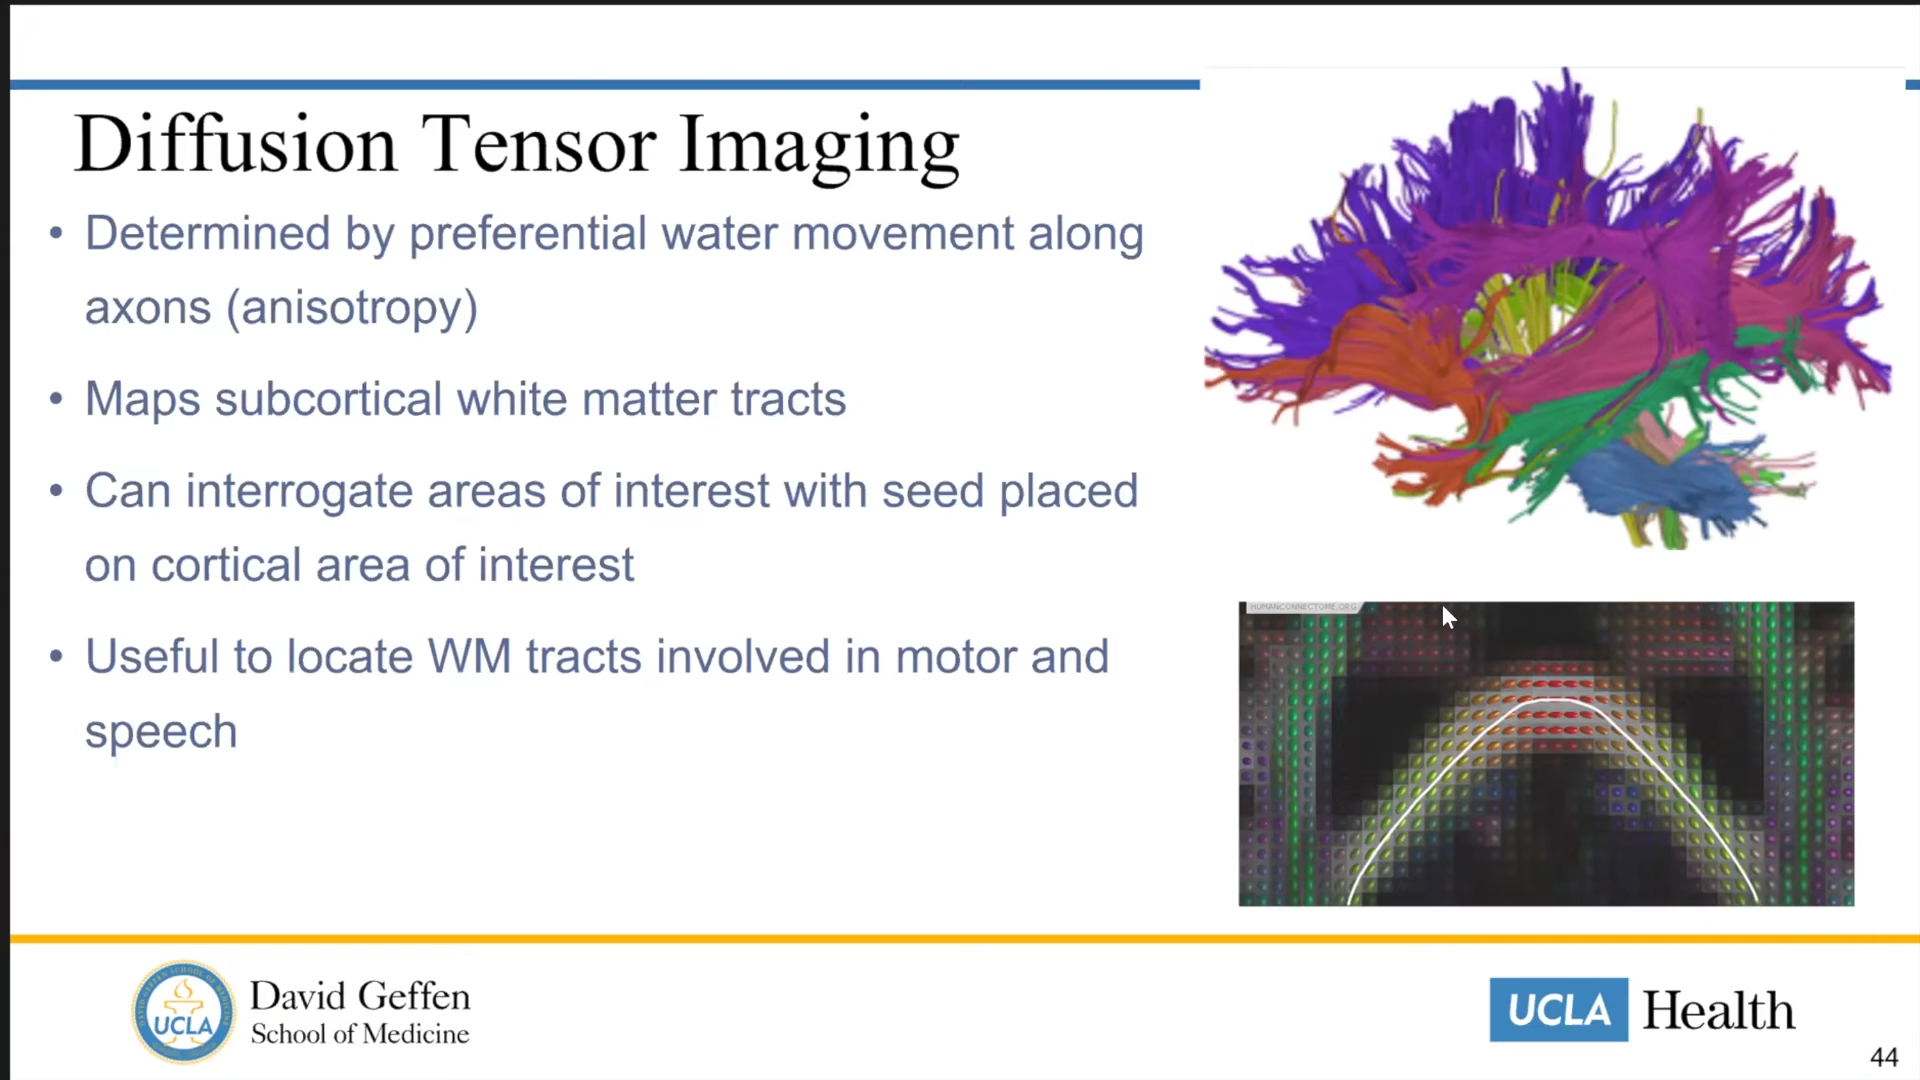 Diffusion Tensor Imaging
• Determined by preferential water movement along
axons (anisotropy)
• Maps subcortical white matter tracts
• Can interrogate areas of interest with seed placed
on cortical area of interest
• Useful to locate WM tracts involved in motor and
speech
HUMANCONNECTOME.ORG
UCLA
David Geffen
School of Medicine
UCLA Health
44